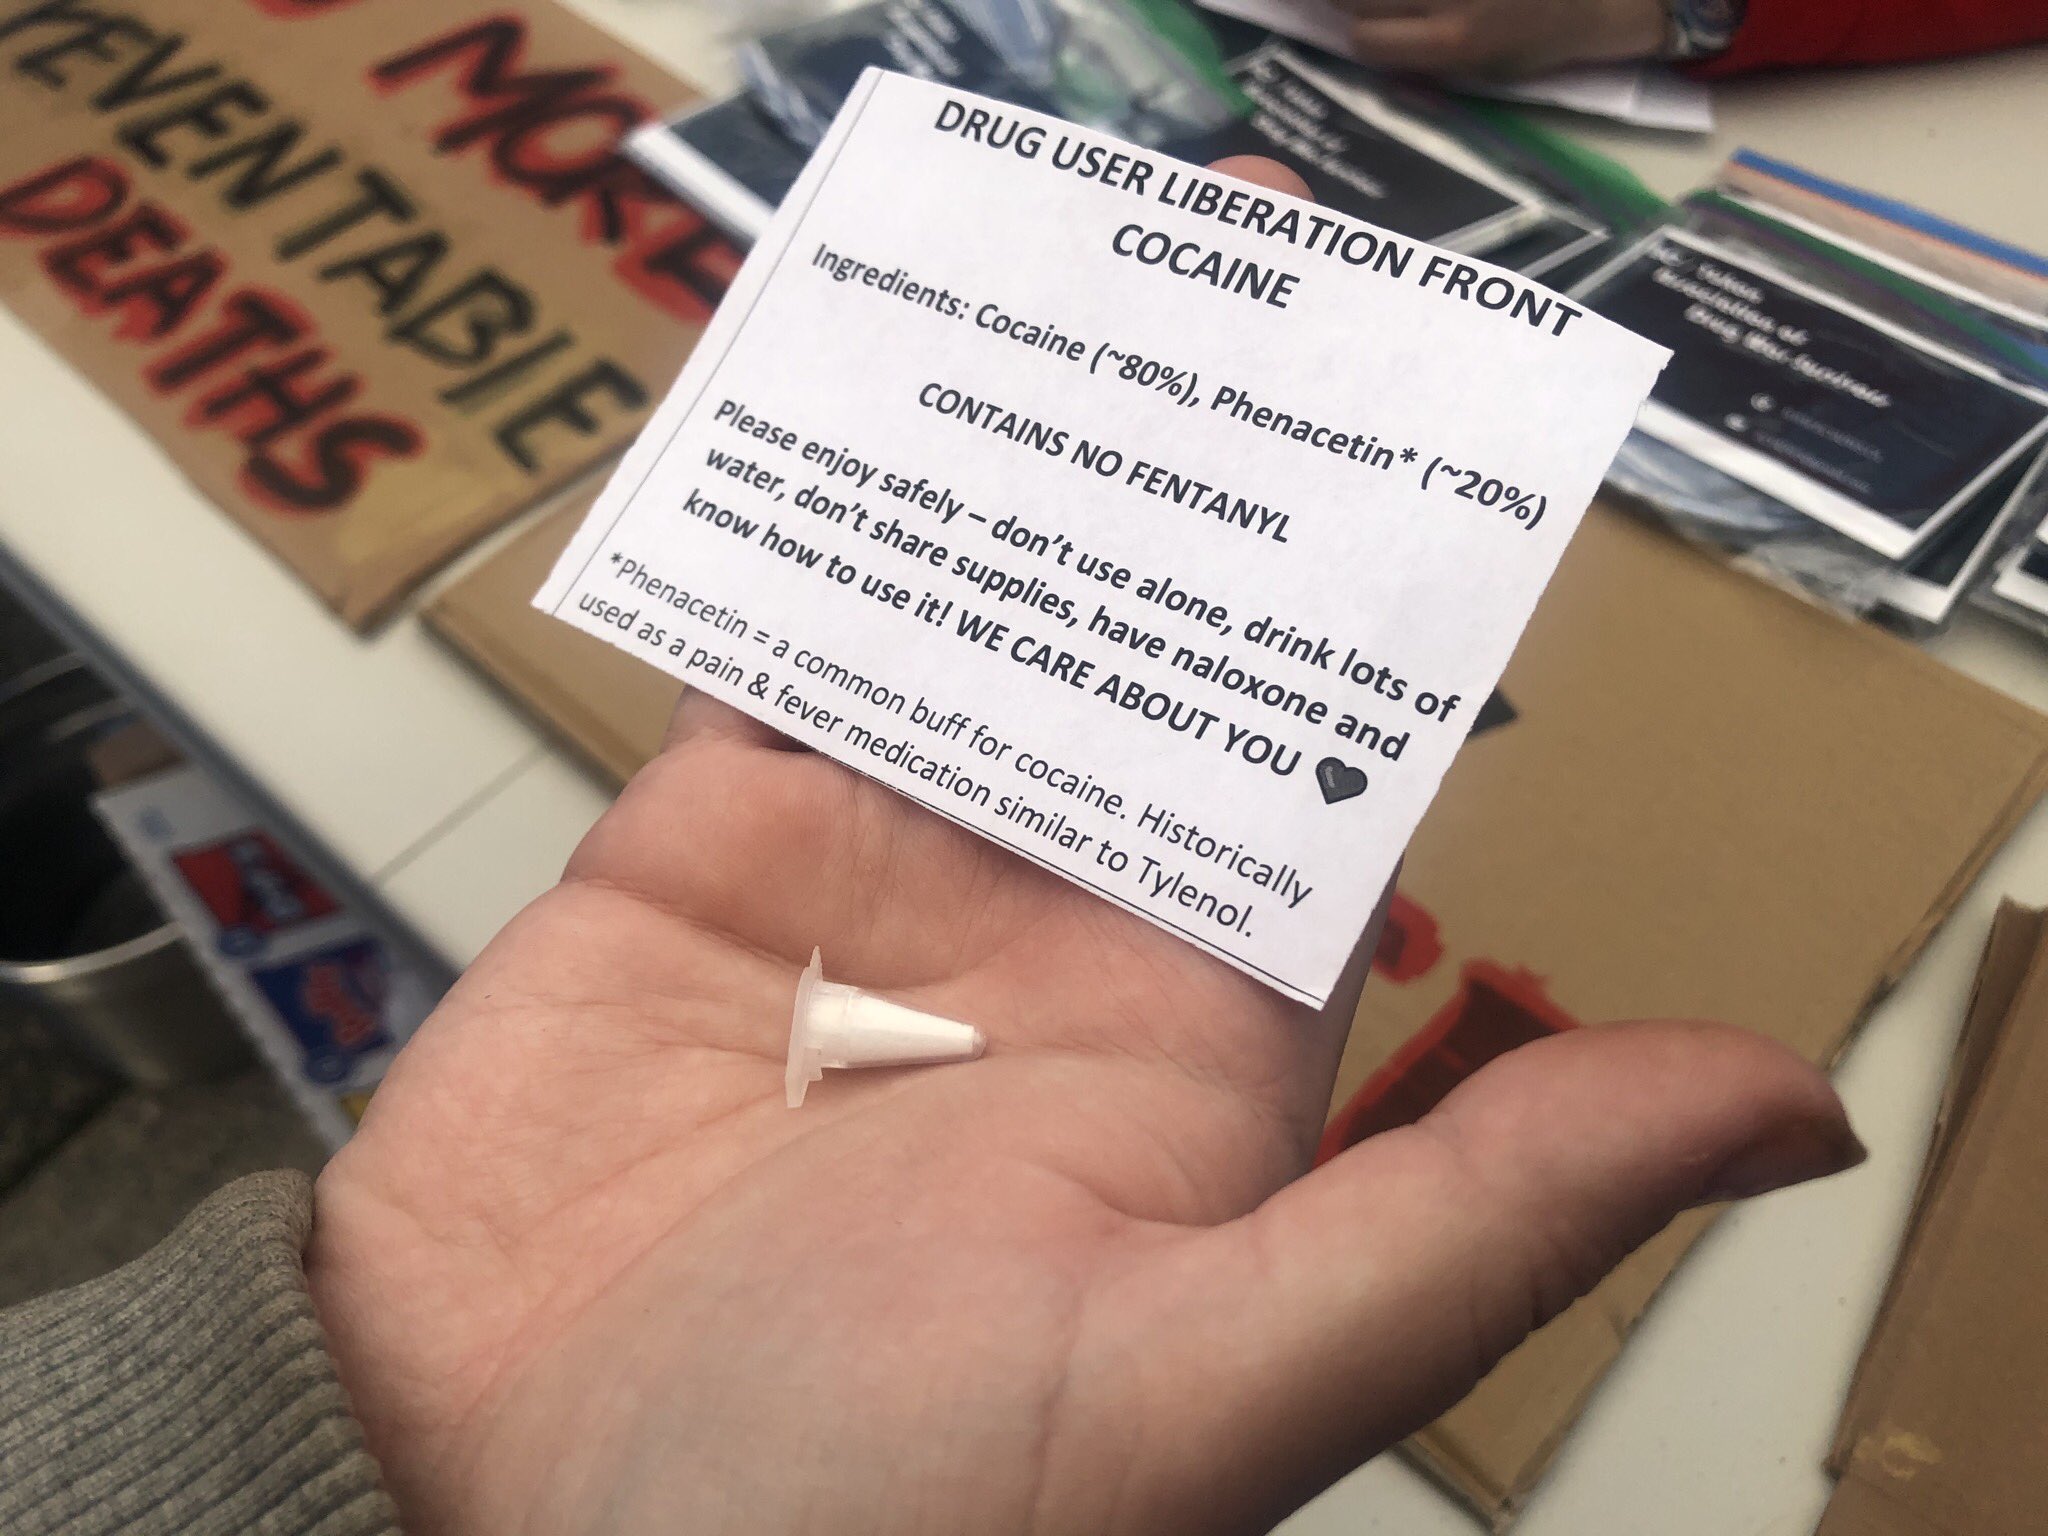 MORE
PREVENTABLE
DEATHS
DRUG USER LIBERATION FRONT
COCAINE
Ingredients: Cocaine (~80%), Phenacetin* (~20%)
CONTAINS NO FENTANYL
Please enjoy safely – don't use alone, drink lots of
water, don't share supplies, have naloxone and
know how to use it! WE CARE ABOUT YOU 🖤
*Phenacetin = a common buff for cocaine. Historically
used as a pain & fever medication similar to Tylenol.